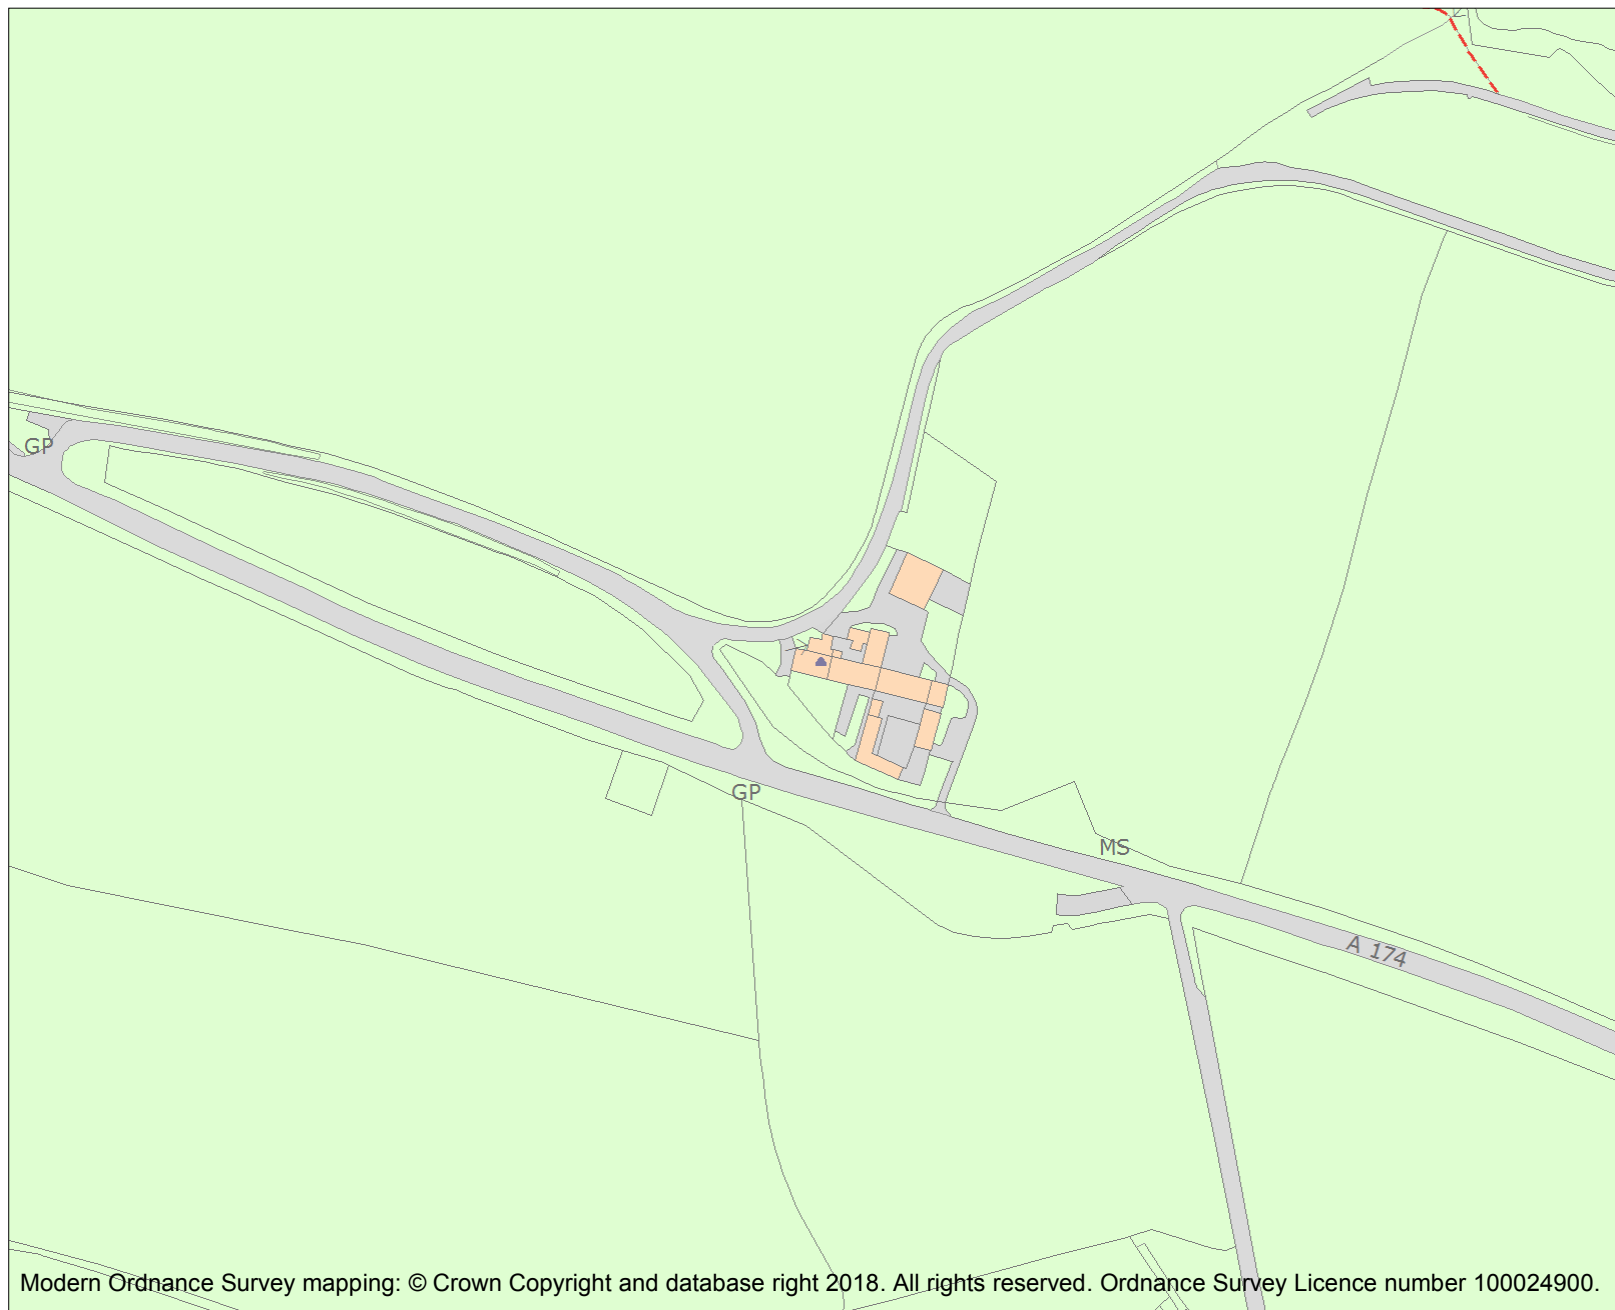 GP
GP
MS
A 174
Modern Ordnance Survey mapping: © Crown Copyright and database right 2018. All rights reserved. Ordnance Survey Licence number 100024900.